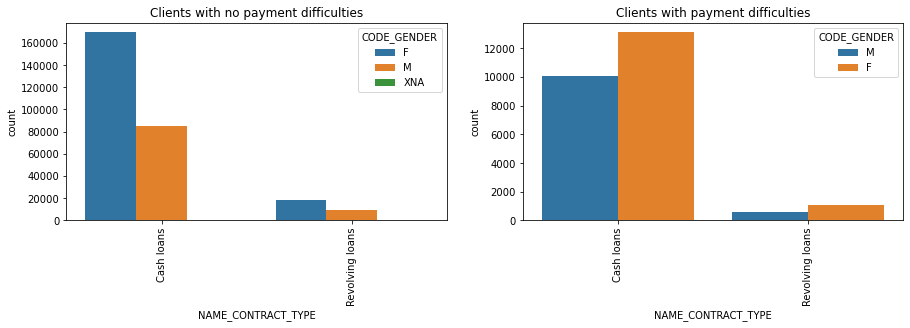 Clients with no payment difficulties
count
160000
140000
120000
100000
80000
60000
40000
20000
0
CODE_GENDER
F
M
XNA
Cash loans
Revolving loans
NAME_CONTRACT_TYPE
Clients with payment difficulties
count
12000
10000
8000
6000
4000
2000
0
CODE_GENDER
M
F
Cash loans
Revolving loans
NAME_CONTRACT_TYPE